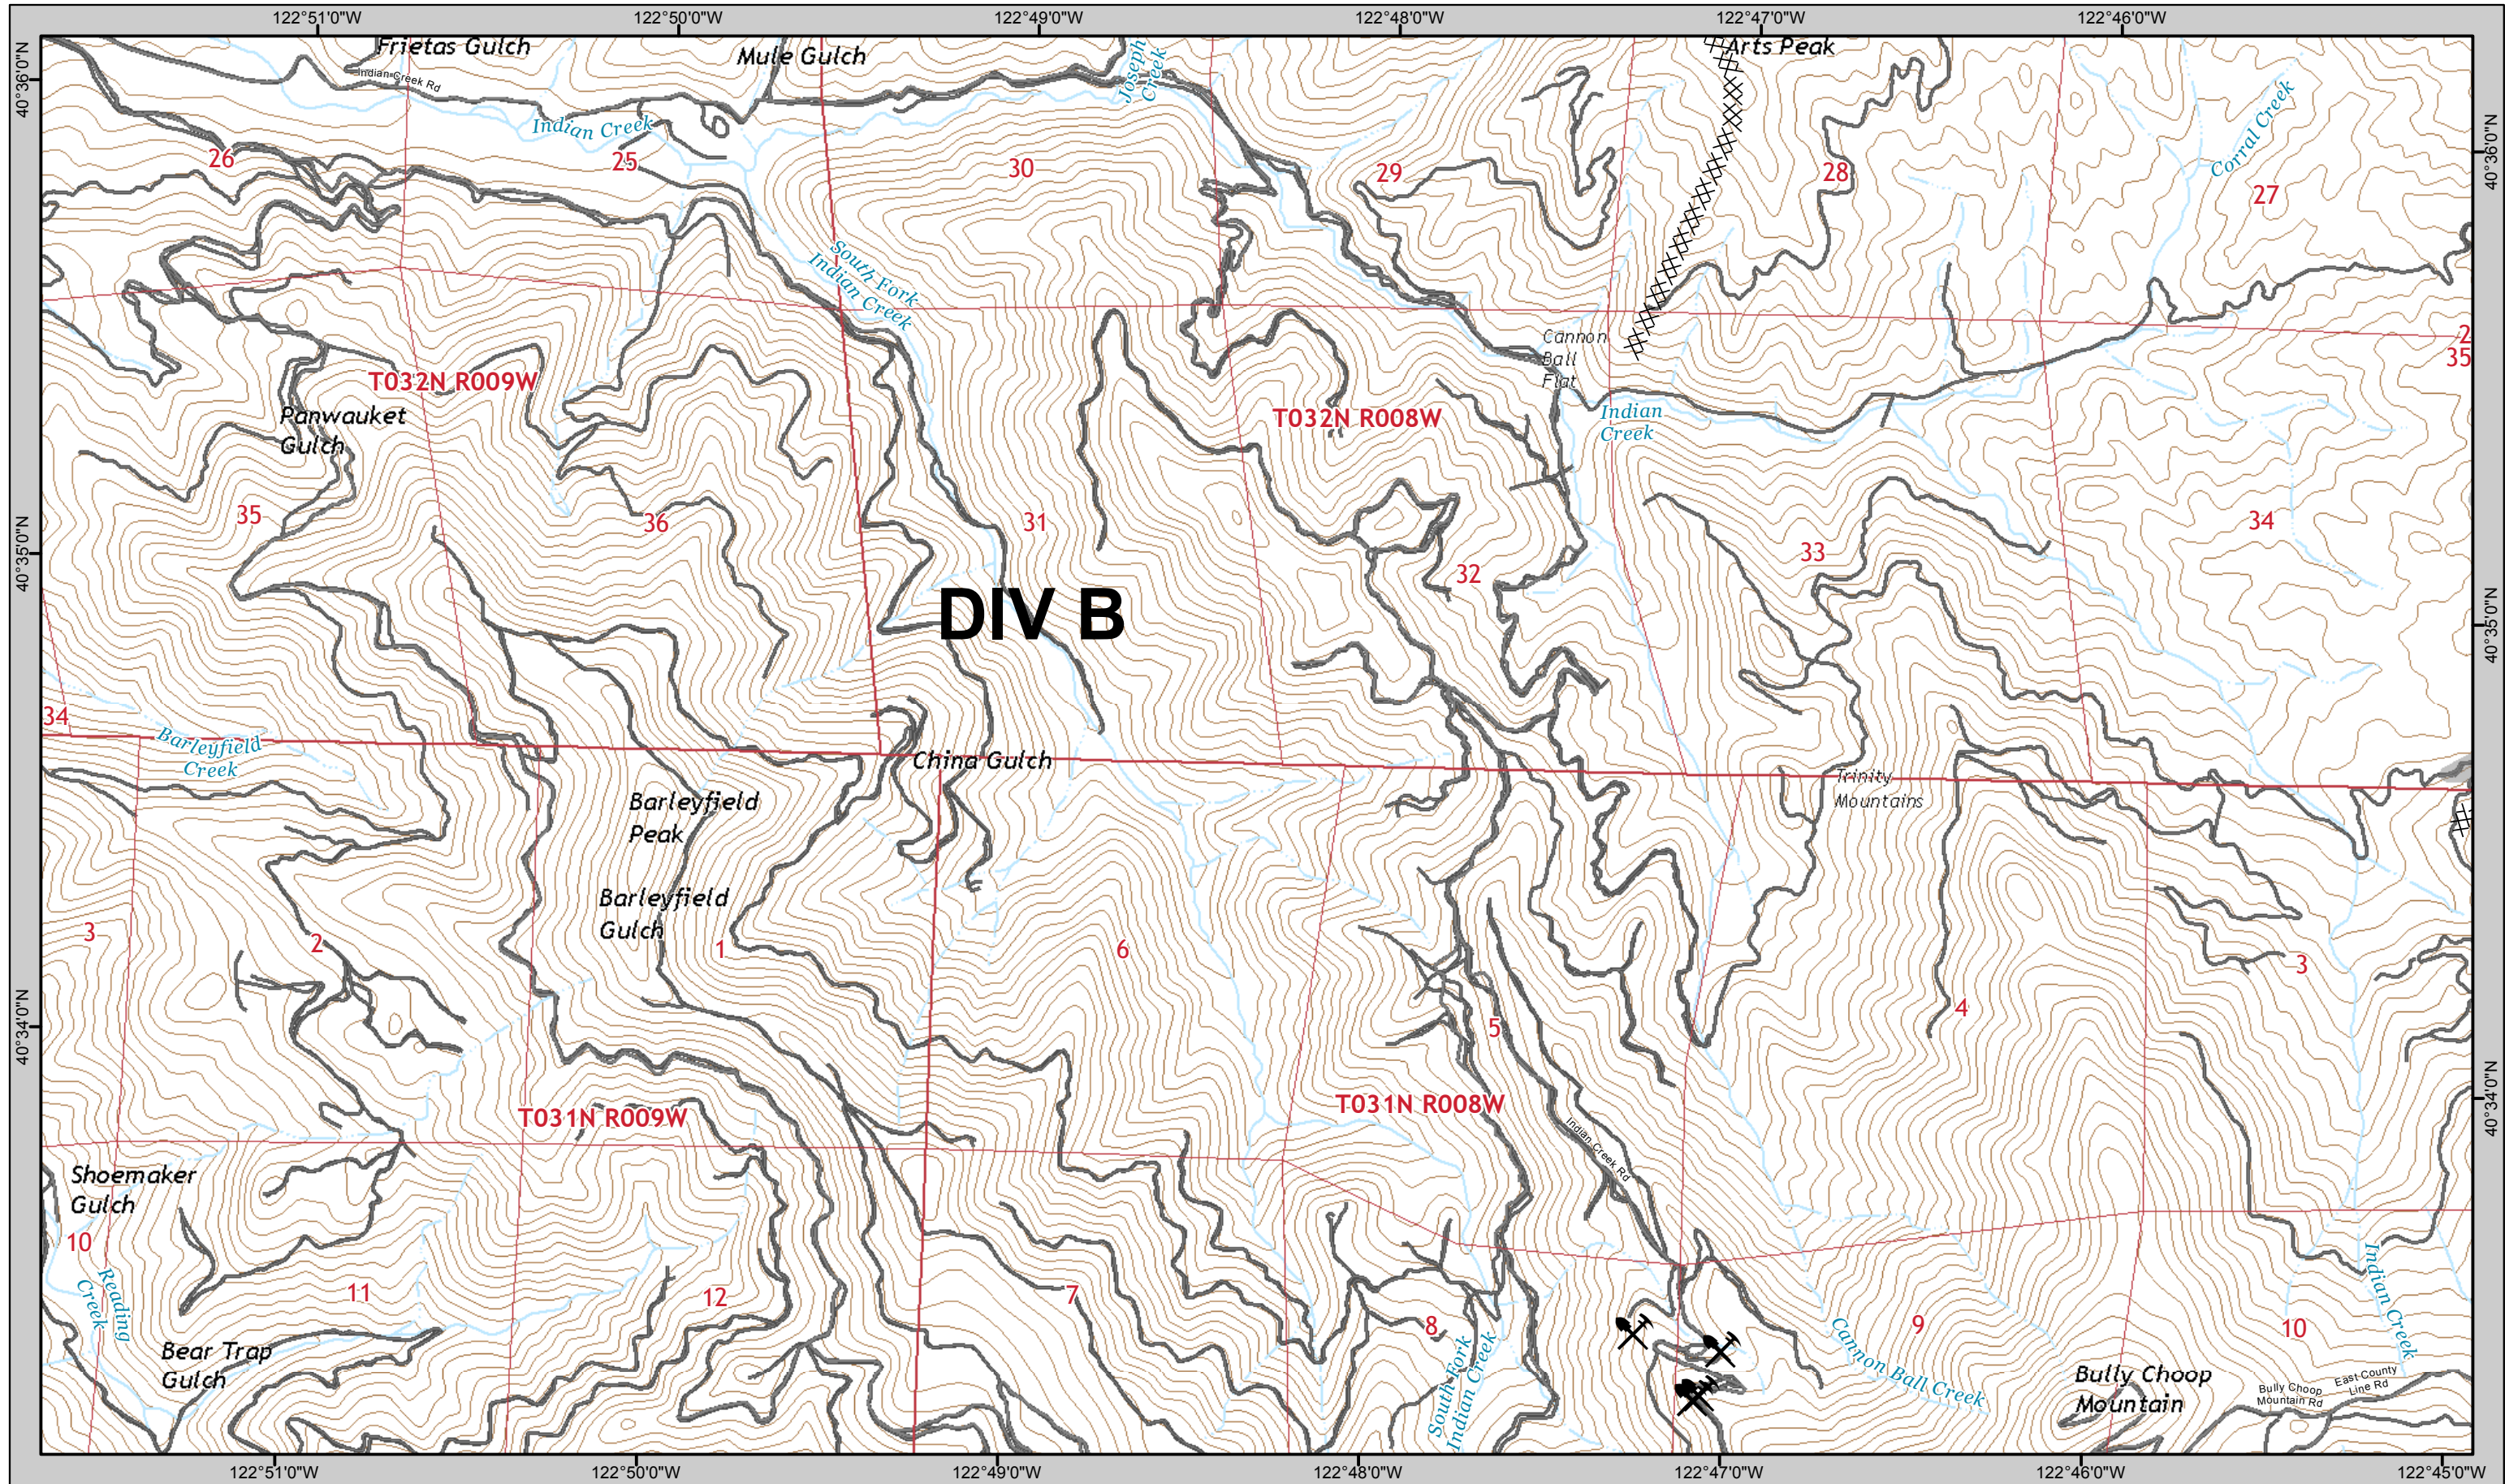 122°51'0"W
122°50'0"W
122°49'0"W
122°48'0"W
122°47'0"W
122°46'0"W
40°36'0"N
40°36'0"N
Frietas Gulch
Mule Gulch
Joseph
Creek
Arts Peak
Indian Creek Rd
Indian Creek
Corral Creek
26
25
30
29
28
27
South Fork
Indian Creek
Cannon
Ball
Flat
2
35
T032N R009W
T032N R008W
Panwauket
Gulch
Indian
Creek
35
36
31
32
33
34
40°35'0"N
40°35'0"N
DIV B
34
Barleyfield
Creek
China Gulch
Trinity
Mountains
Barleyfield
Peak
Barleyfield
Gulch
3
2
1
6
5
4
3
40°34'0"N
40°34'0"N
T031N R009W
T031N R008W
Indian Creek Rd
Shoemaker
Gulch
10
Reading
Creek
11
12
7
8
9
10
Indian Creek
South Fork
Indian Creek
Cannon Ball Creek
Bear Trap
Gulch
Bully Choop
Mountain
Bully Choop
Mountain Rd
East County
Line Rd
122°51'0"W
122°50'0"W
122°49'0"W
122°48'0"W
122°47'0"W
122°46'0"W
122°45'0"W